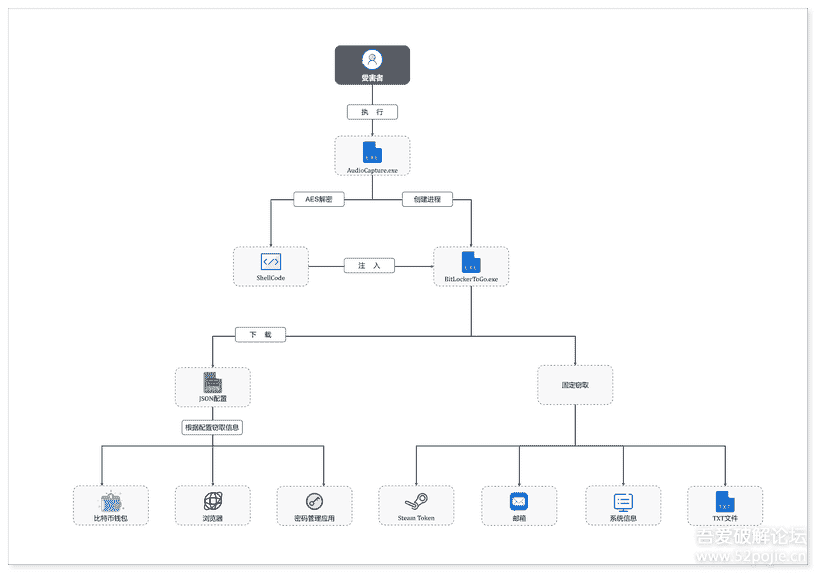 受害者
执 行
AudioCapture.exe
AES解密
创建进程
ShellCode
注 入
BitLockerToGo.exe
下 载
JSON配置
固定窃取
根据配置窃取信息
比特币钱包
浏览器
密码管理应用
Steam Token
邮箱
系统信息
TXT文件
吾爱破解论坛
www.52pojie.cn